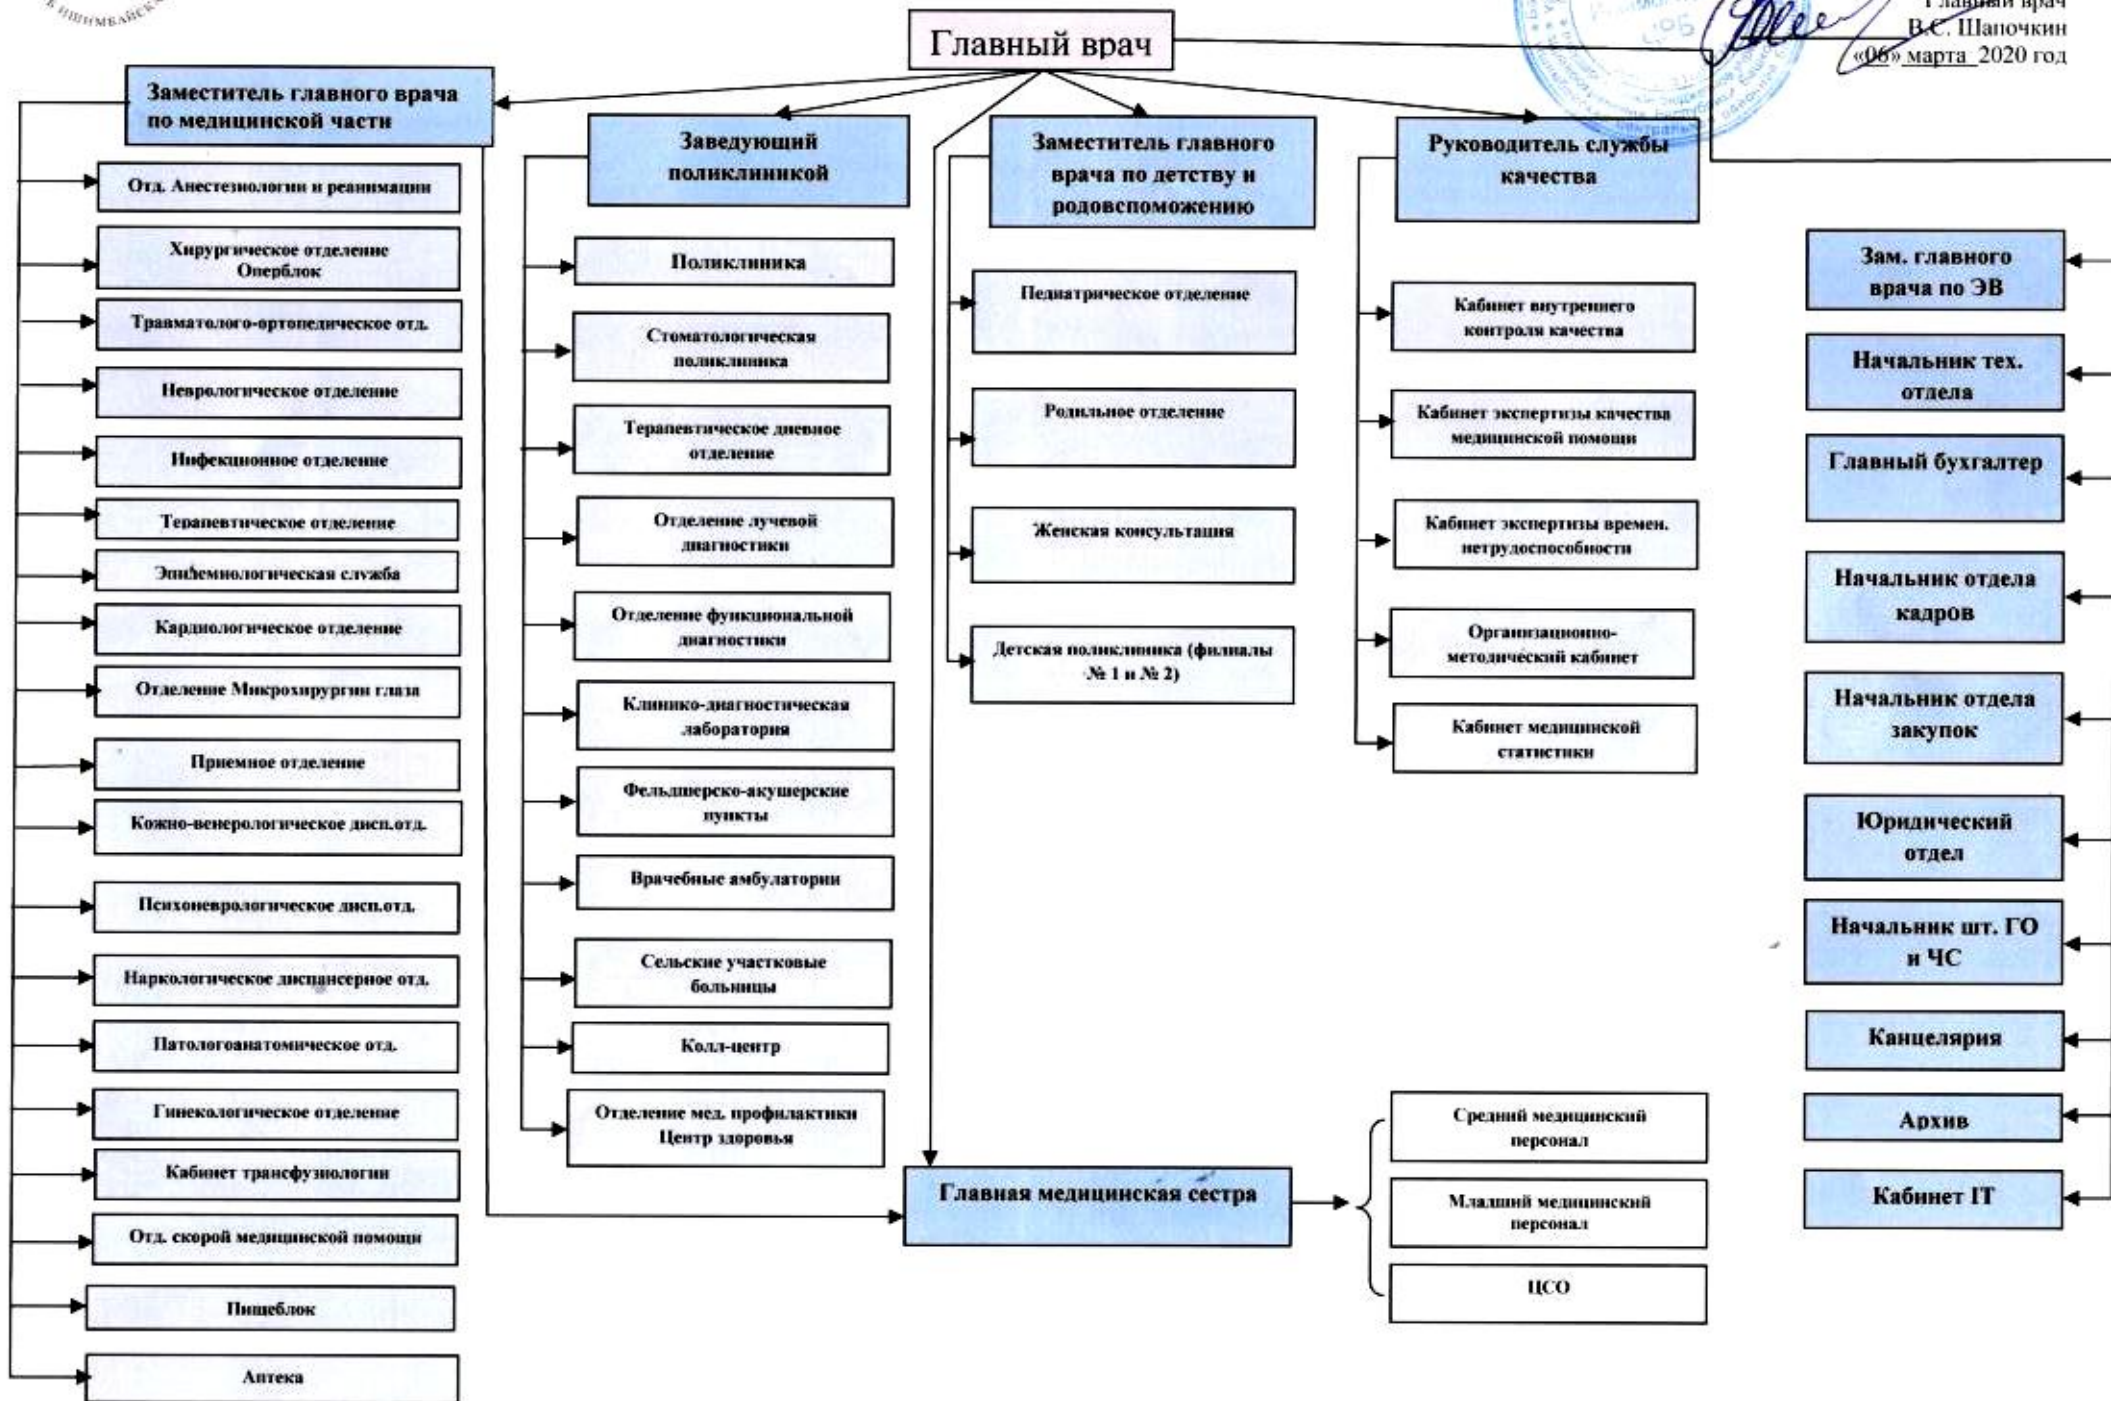 Б ИШИМБАЙСК
Главный врач
Главный врач
В.С. Шапочкин
«06» марта 2020 год
Заместитель главного врача
по медицинской части
Отд. Анестезиологии и реанимации
Хирургическое отделение
Оперблок
Травматолого-ортопедическое отд.
Неврологическое отделение
Инфекционное отделение
Терапевтическое отделение
Эпидемиологическая служба
Кардиологическое отделение
Отделение Микрохирургии глаза
Приемное отделение
Кожно-венерологическое дисп.отд.
Психоневрологическое дисп.отд.
Наркологическое диспансерное отд.
Патологоанатомическое отд.
Гинекологическое отделение
Кабинет трансфузиологии
Отд. скорой медицинской помощи
Пищеблок
Аптека
Заведующий
поликлиникой
Поликлиника
Стоматологическая
поликлиника
Терапевтическое дневное
отделение
Отделение лучевой
диагностики
Отделение функциональной
диагностики
Клинико-диагностическая
лаборатория
Фельдшерско-акушерские
пункты
Врачебные амбулатории
Сельские участковые
больницы
Колл-центр
Отделение мед. профилактики
Центр здоровья
Заместитель главного
врача по детству и
родовспоможению
Педиатрическое отделение
Родильное отделение
Женская консультация
Детская поликлиника (филиалы
№ 1 и № 2)
Руководитель службы
качества
Кабинет внутреннего
контроля качества
Кабинет экспертизы качества
медицинской помощи
Кабинет экспертизы времен.
нетрудоспособности
Организационно-
методический кабинет
Кабинет медицинской
статистики
Главная медицинская сестра
Средний медицинский
персонал
Младший медицинский
персонал
ЦСО
Зам. главного
врача по ЭВ
Начальник тех.
отдела
Главный бухгалтер
Начальник отдела
кадров
Начальник отдела
закупок
Юридический
отдел
Начальник шт. ГО
и ЧС
Канцелярия
Архив
Кабинет IT